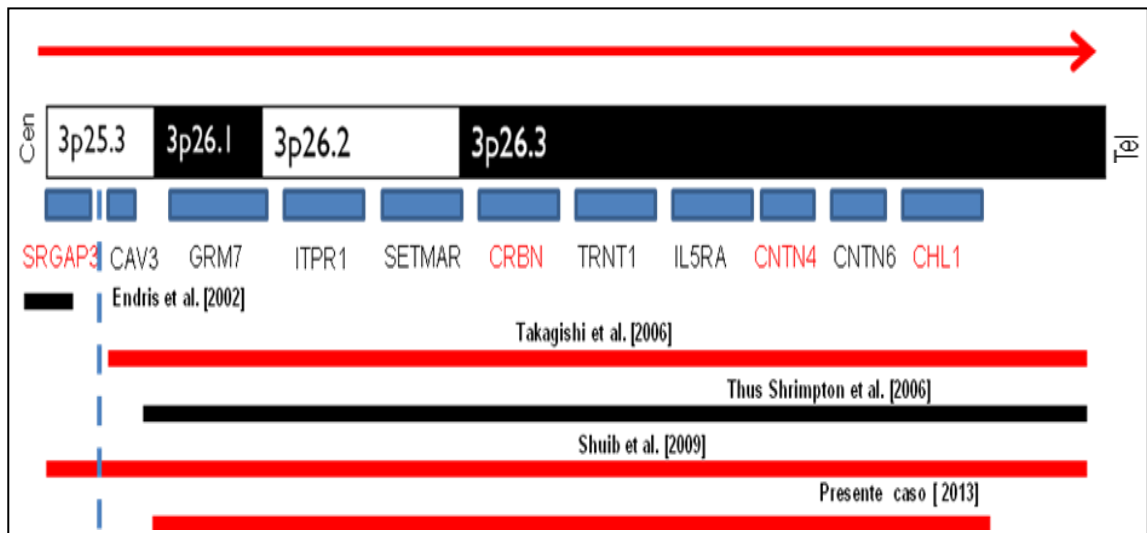 Cen
3p25.3 3p26.1 3p26.2 3p26.3
Tel
SRGAP3 CAV3 GRM7 ITPR1 SETMAR CRBN TRNT1 IL5RA CNTN4 CNTN6 CHL1
Endris et al. [2002]
Takagishi et al. [2006]
Thus Shrimpton et al. [2006]
Shuib et al. [2009]
Presente caso [ 2013]